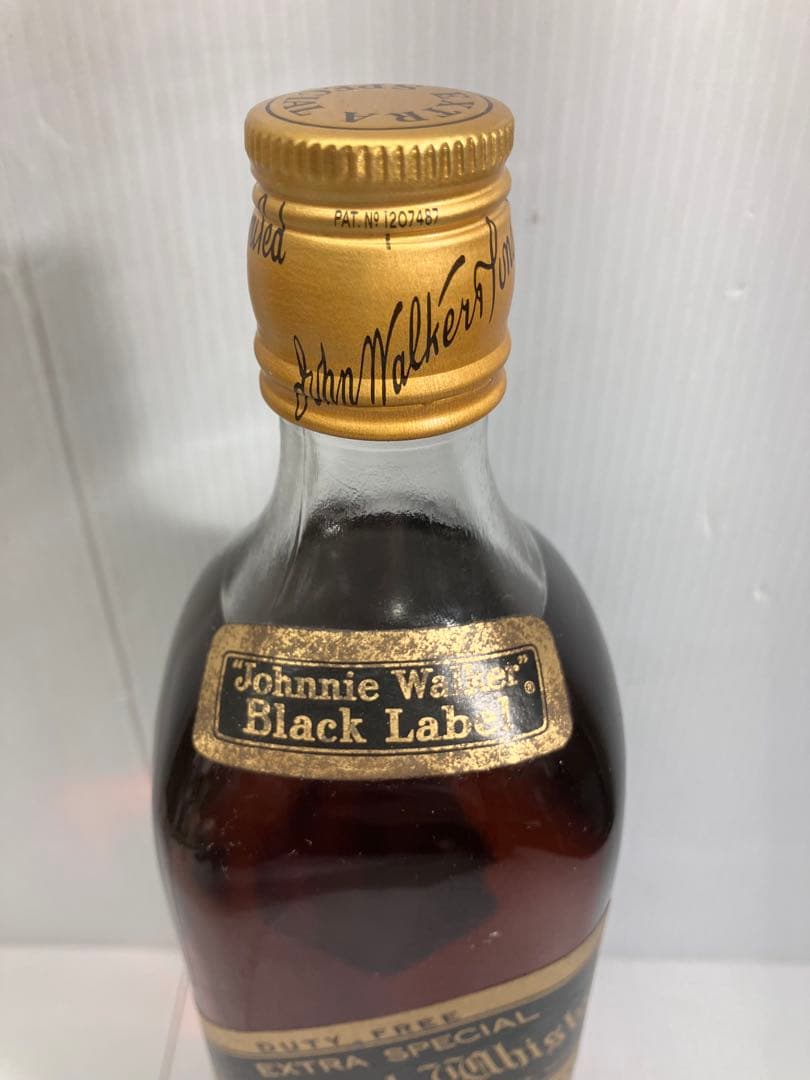 EXTRA SPECIAL
PAT. Nº 1207487
John Walker & Sons
"Johnnie Walker"®
Black Label
DUTY FREE
EXTRA SPECIAL